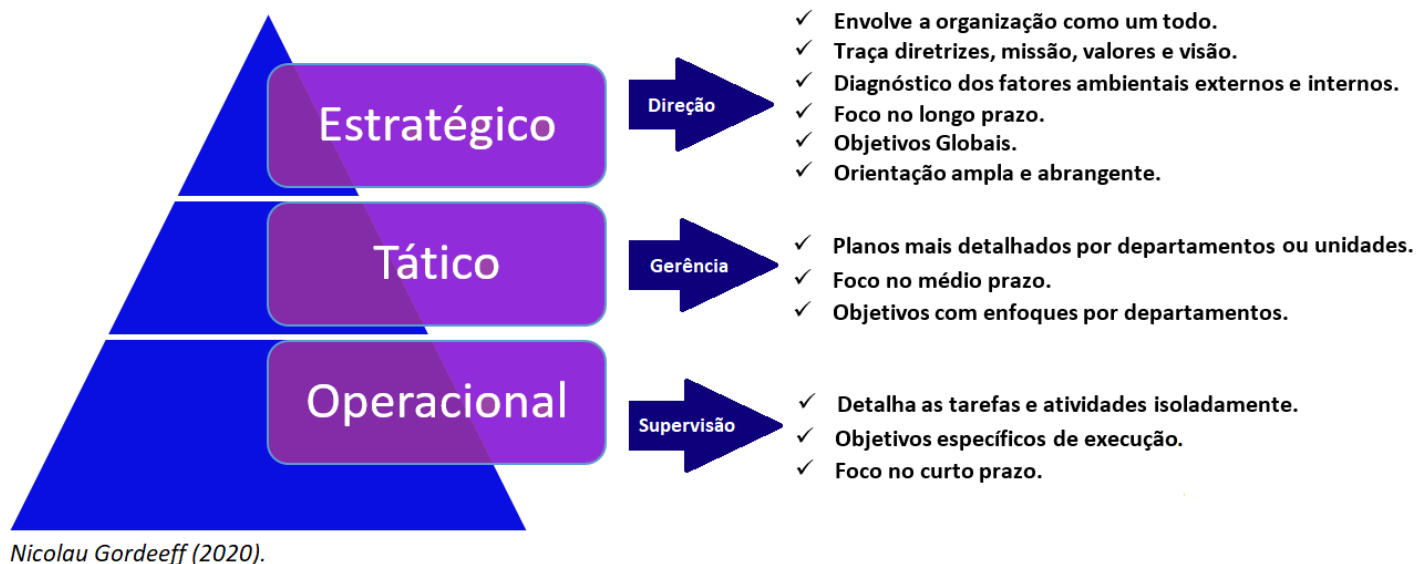 Estratégico
Direção
✓ Envolve a organização como um todo.
✓ Traça diretrizes, missão, valores e visão.
✓ Diagnóstico dos fatores ambientais externos e internos.
✓ Foco no longo prazo.
✓ Objetivos Globais.
✓ Orientação ampla e abrangente.
Tático
Gerência
✓ Planos mais detalhados por departamentos ou unidades.
✓ Foco no médio prazo.
✓ Objetivos com enfoques por departamentos.
Operacional
Supervisão
✓ Detalha as tarefas e atividades isoladamente.
✓ Objetivos específicos de execução.
✓ Foco no curto prazo.
Nicolau Gordeeff (2020).